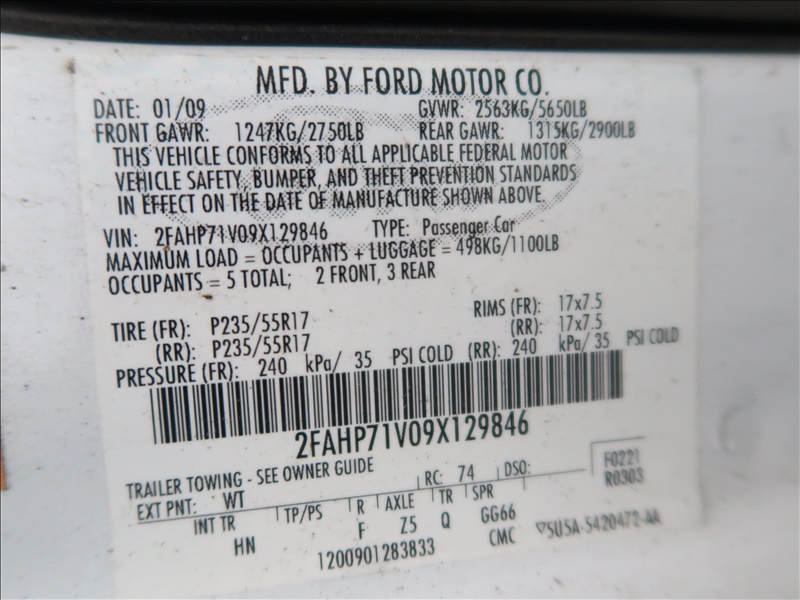 MFD. BY FORD MOTOR CO.
DATE: 01/09 GVWR: 2563KG/5650LB
FRONT GAWR: 1247KG/2750LB REAR GAWR: 1315KG/2900LB
THIS VEHICLE CONFORMS TO ALL APPLICABLE FEDERAL MOTOR
VEHICLE SAFETY, BUMPER, AND THEFT PREVENTION STANDARDS
IN EFFECT ON THE DATE OF MANUFACTURE SHOWN ABOVE.
VIN: 2FAHP71V09X129846 TYPE: Passenger Car
MAXIMUM LOAD = OCCUPANTS + LUGGAGE = 498KG/1100LB
OCCUPANTS = 5 TOTAL; 2 FRONT, 3 REAR
TIRE (FR): P235/55R17 RIMS (FR): 17x7.5
(RR): P235/55R17 (RR): 17x7.5
PRESSURE (FR): 240 kPa/ 35 PSI COLD (RR): 240 kPa/ 35 PSI COLD
2FAHP71V09X129846
TRAILER TOWING - SEE OWNER GUIDE
EXT PNT: WT RC: 74 DSO: F0221
R0303
INT TR TP/PS R AXLE TR SPR
HN F Z5 Q GG66
1200901283833 CMC 5U5A-5420472-AA